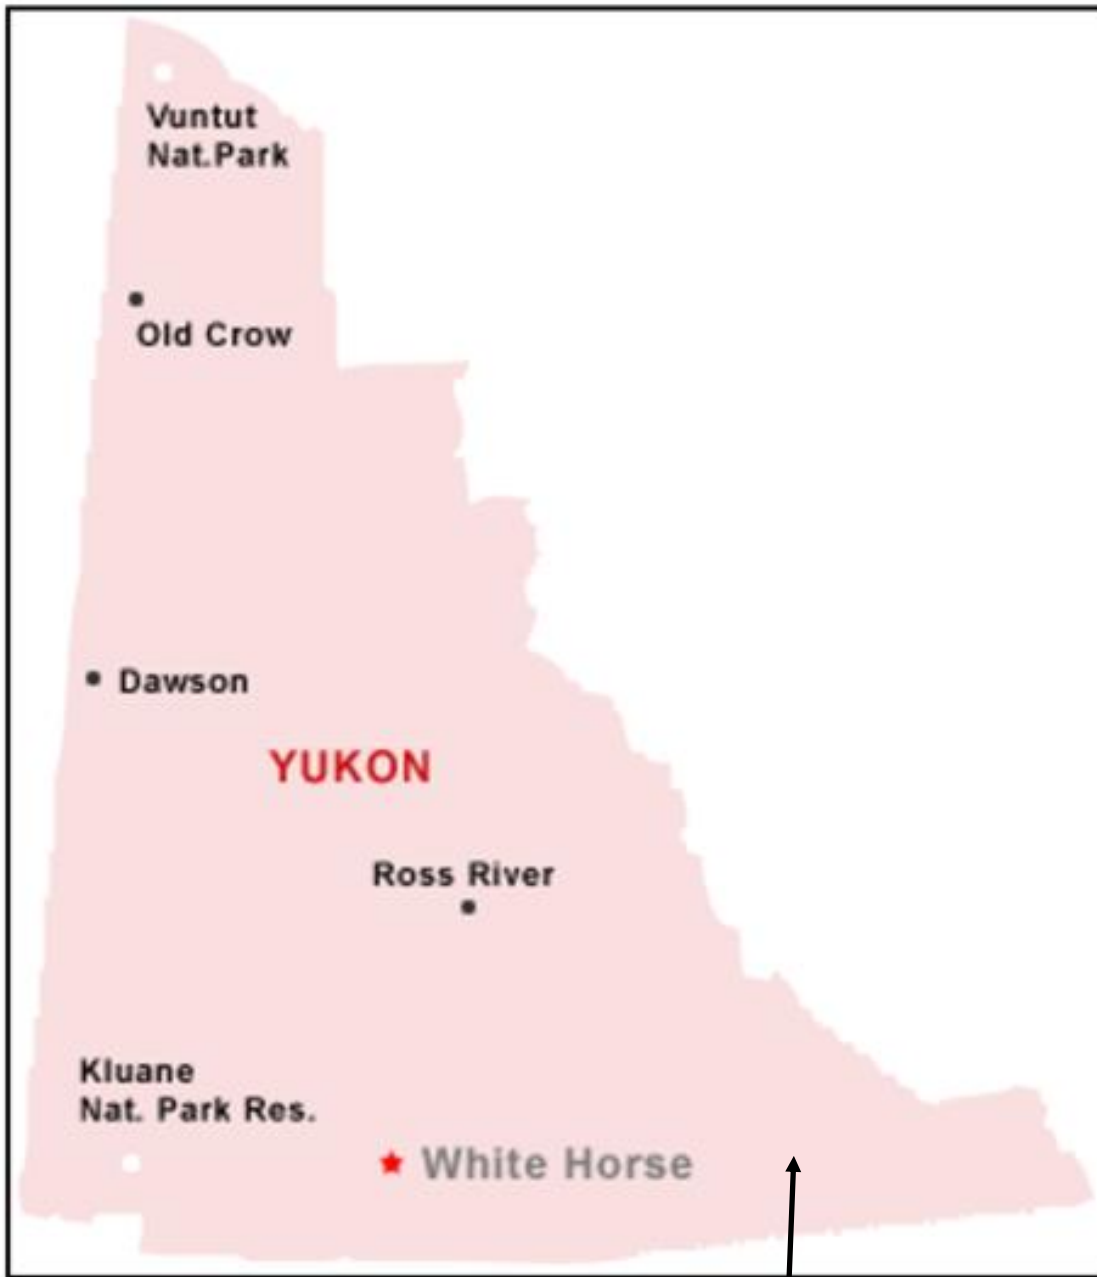 Vuntut
Nat.Park
Old Crow
Dawson
YUKON
Ross River
Kluane
Nat. Park Res.
White Horse